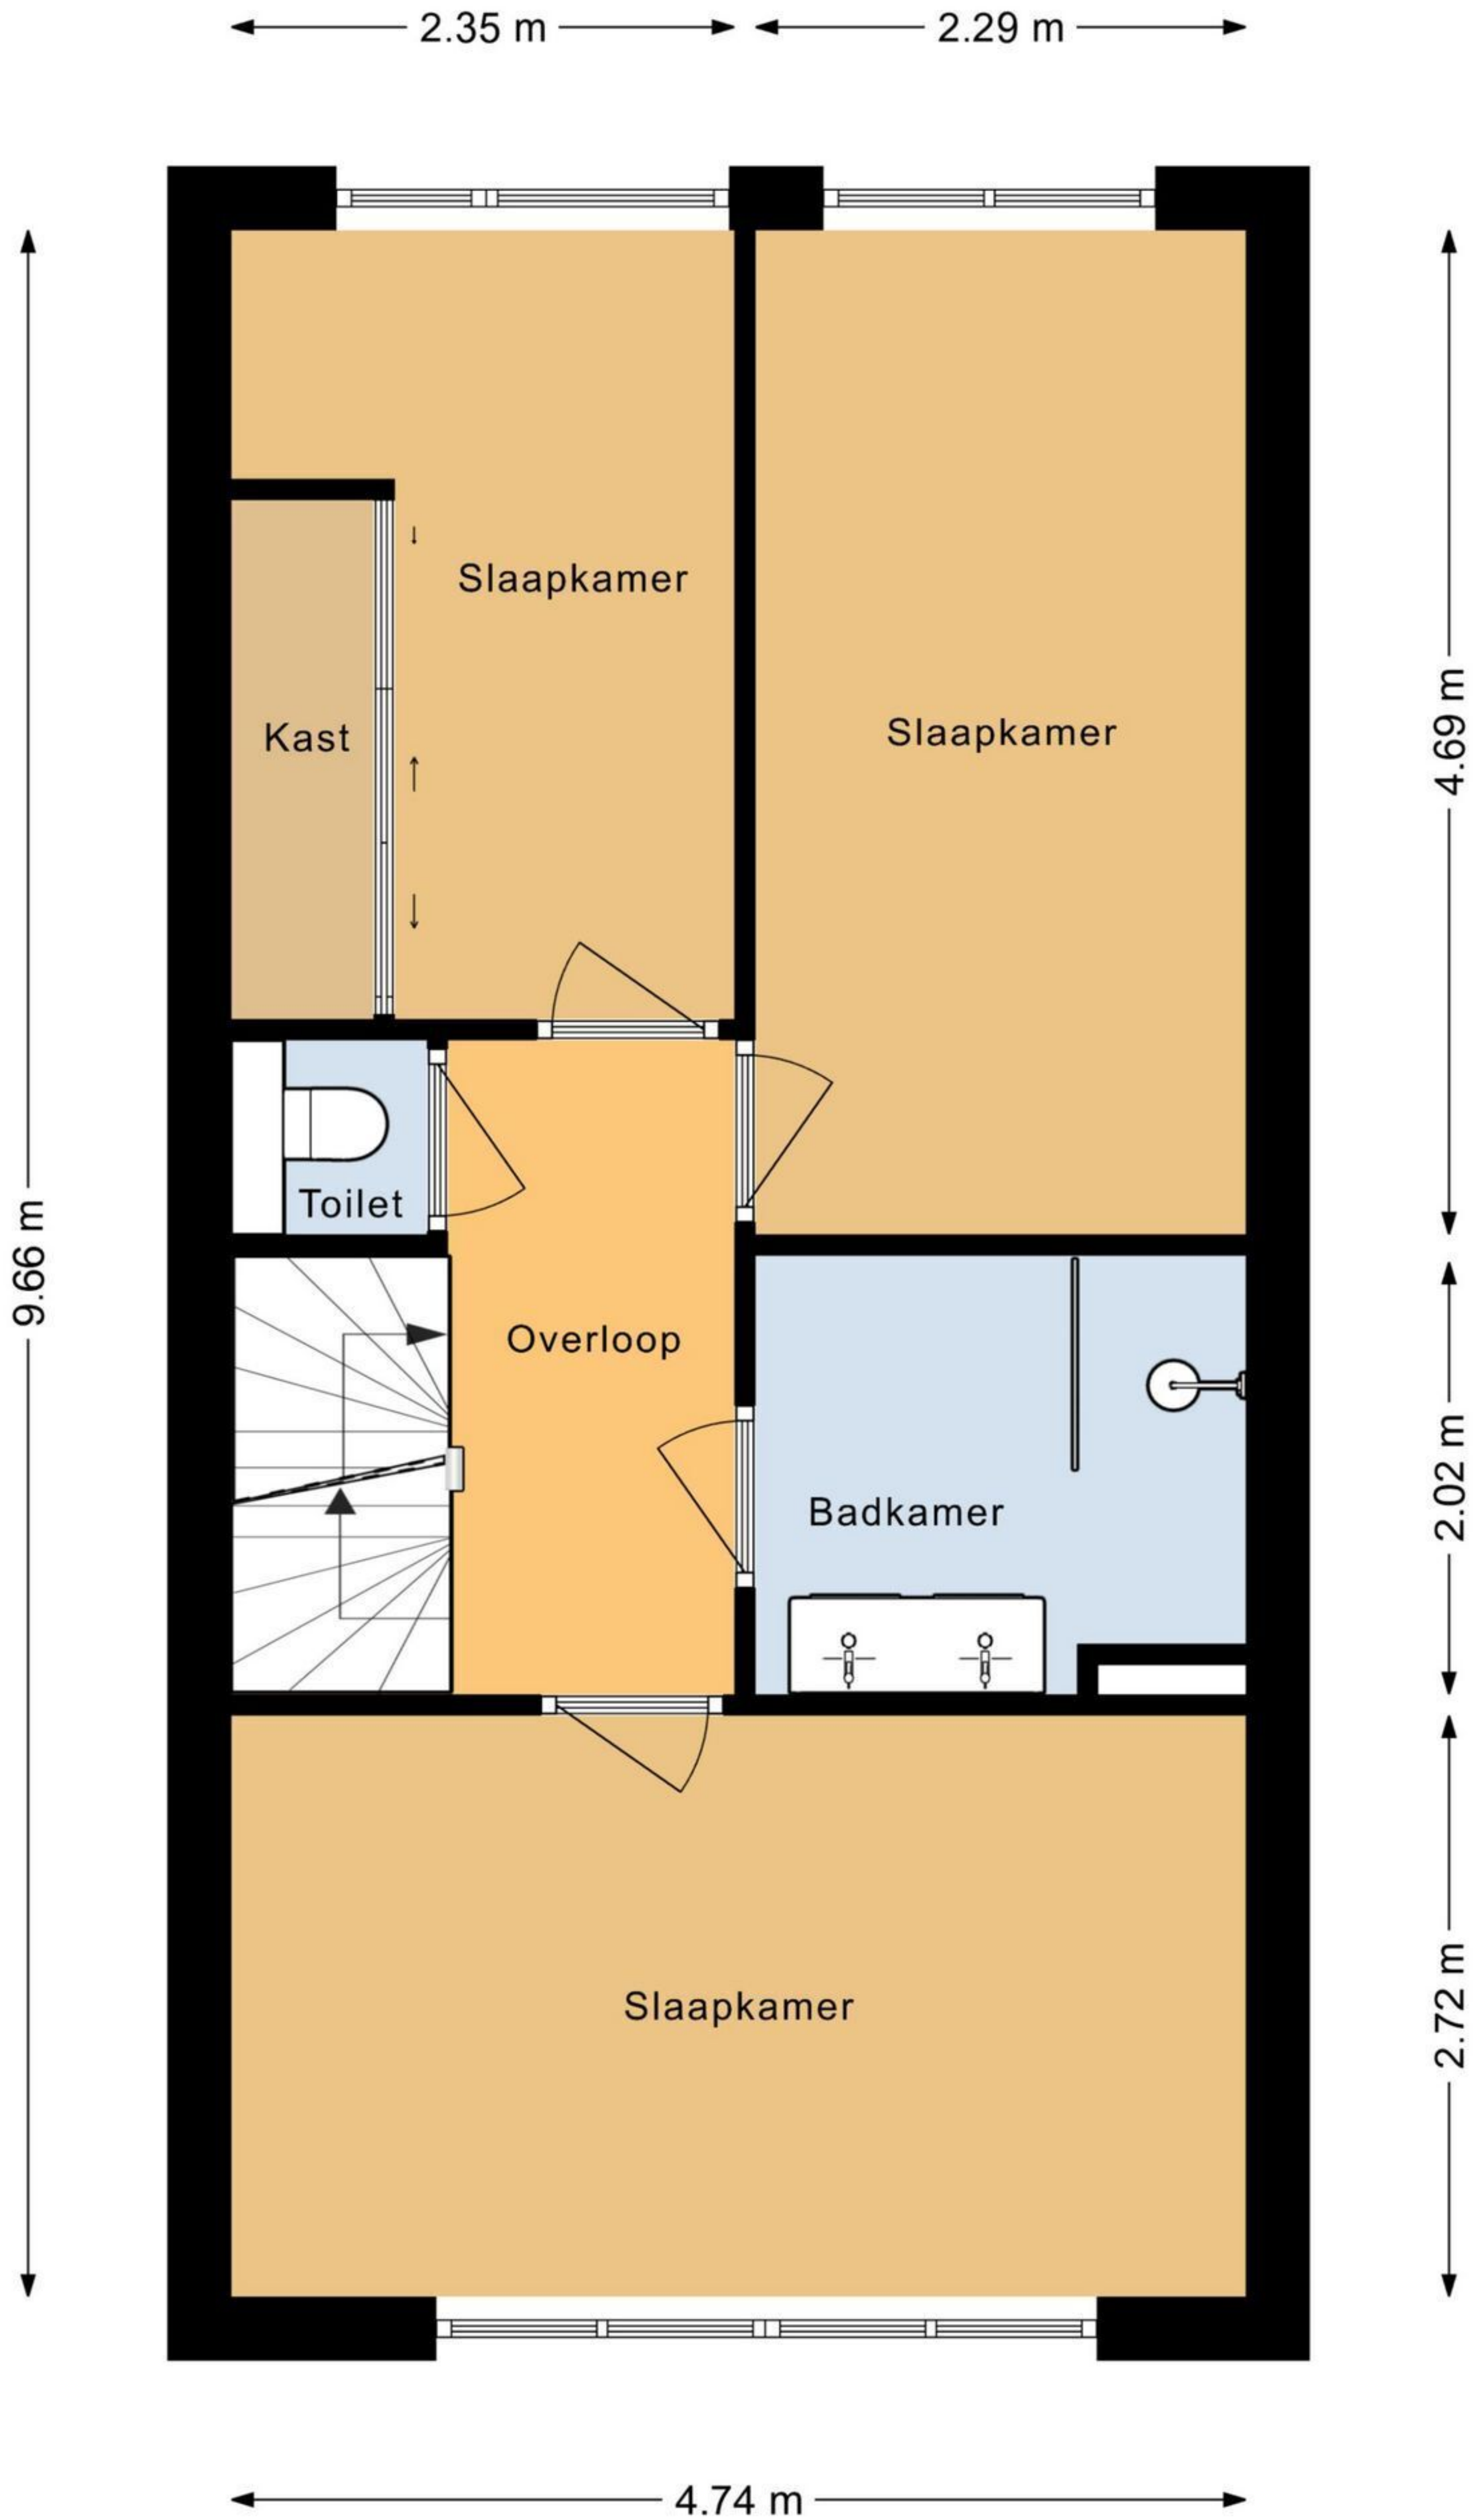 2.35 m
2.29 m
Slaapkamer
4.69 m
Slaapkamer
Kast
Toilet
9.66 m
Overloop
2.02 m
Badkamer
2.72 m
Slaapkamer
4.74 m